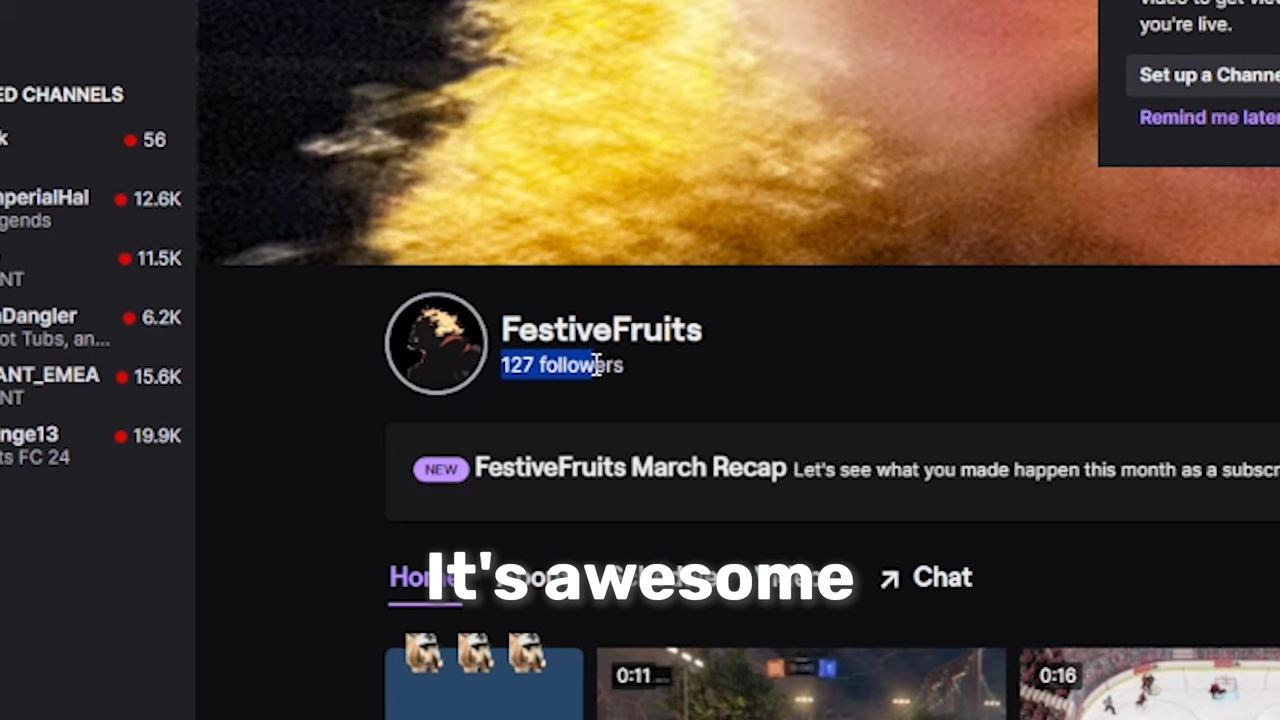 you're live.
Set up a Channe
Remind me later
ED CHANNELS
k
56
nperialHal
12.6K
gends
11.5K
NT
Dangler
6.2K
ot Tubs, an...
ANT_EMEA
15.6K
NT
nge13
19.9K
ts FC 24
FestiveFruits
127 followers
NEW FestiveFruits March Recap Let's see what you made happen this month as a subscr
Home
Chat
It's awesome
0:11
0:16